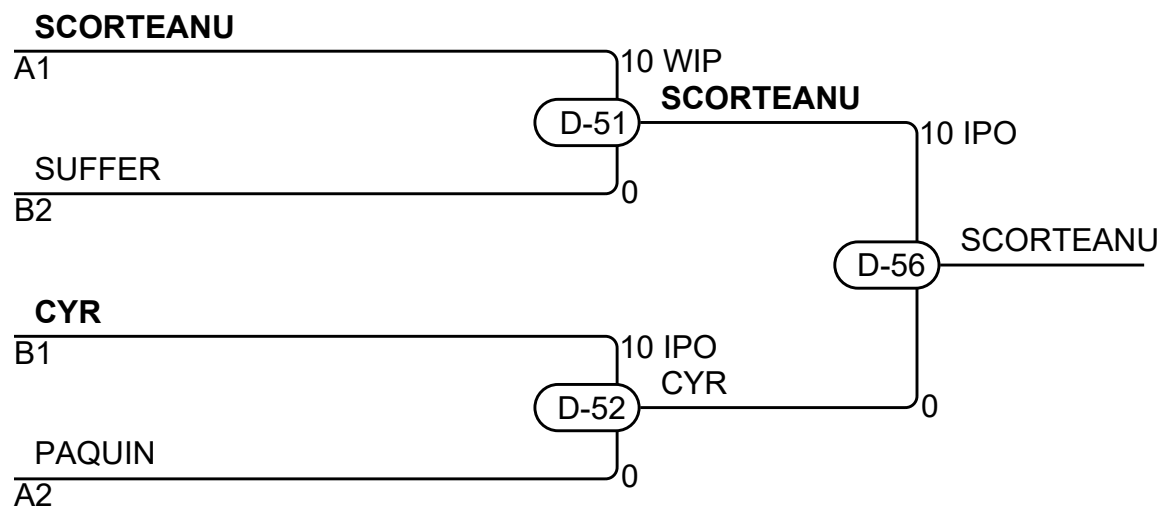 SCORTEANU
A1
10 WIP
SCORTEANU
D-51
10 IPO
SUFFER
B2
0
SCORTEANU
D-56
CYR
B1
10 IPO
CYR
D-52
0
PAQUIN
A2
0